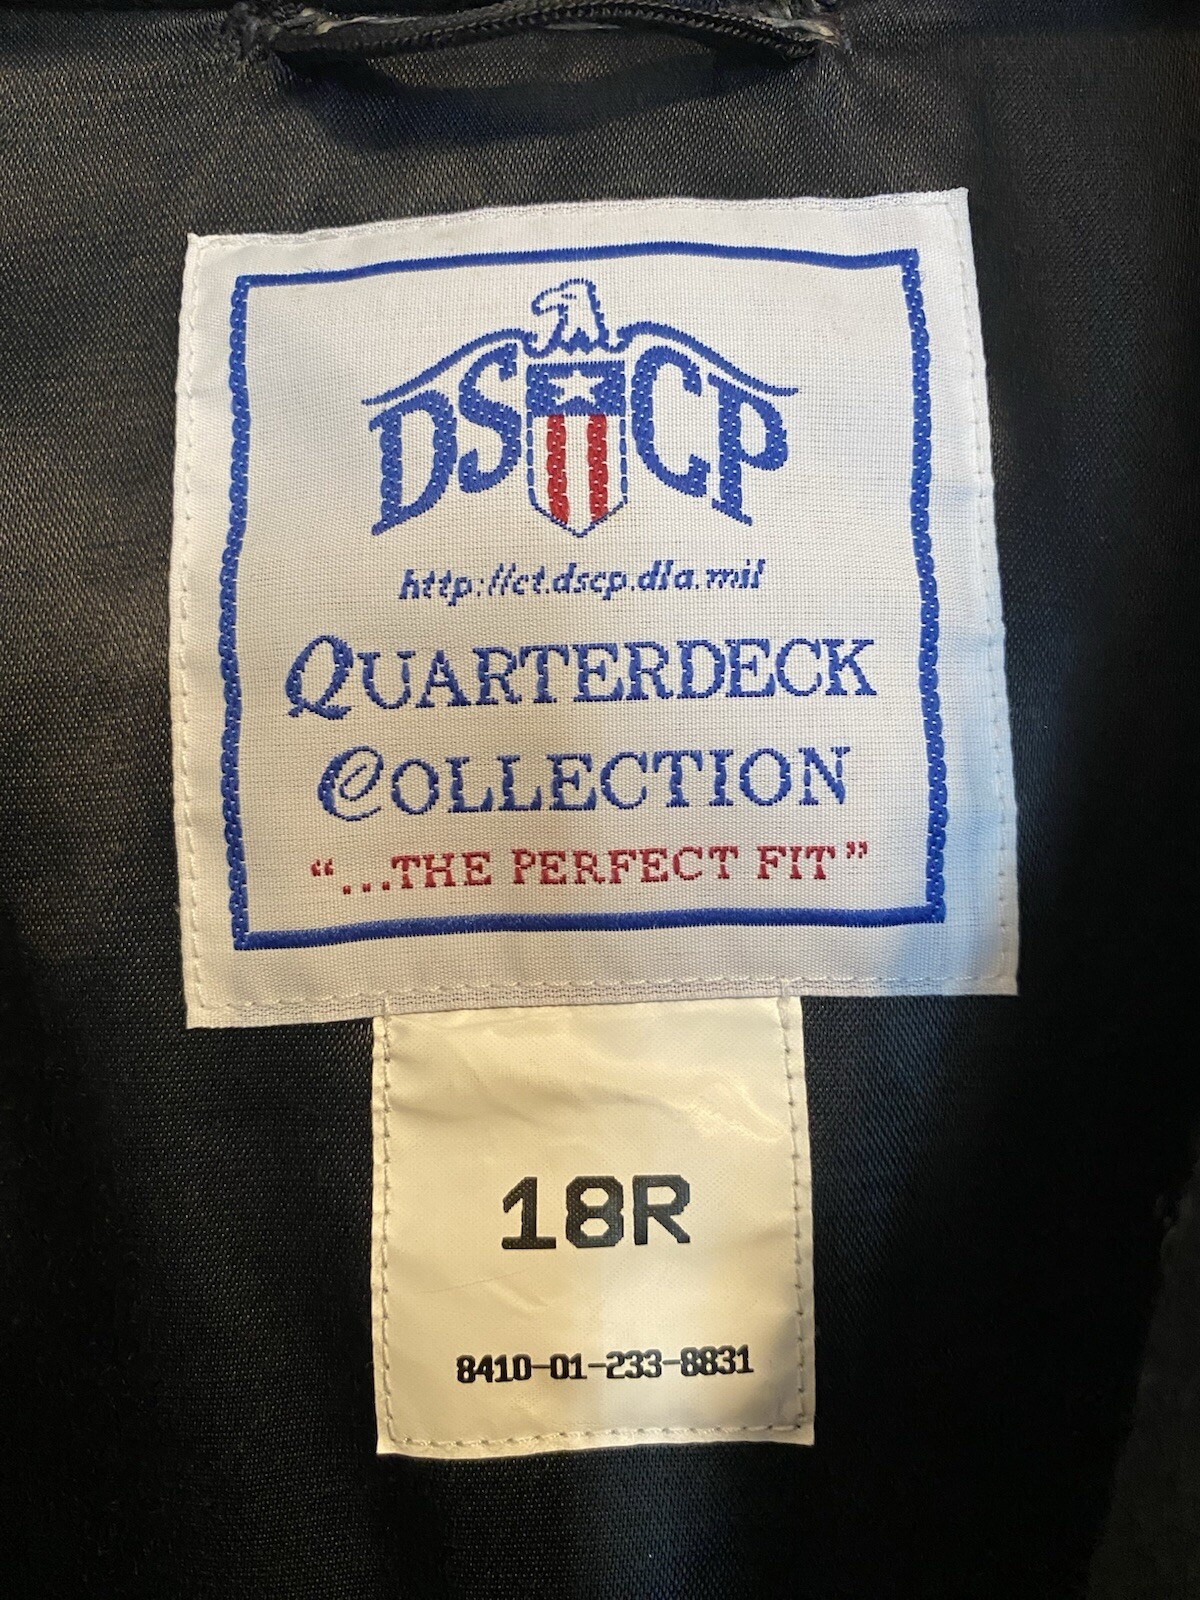 DSCP
http://ct.dscp.dla.mil
QUARTERDECK
COLLECTION
“...THE PERFECT FIT”
18R
8410-01-233-8831